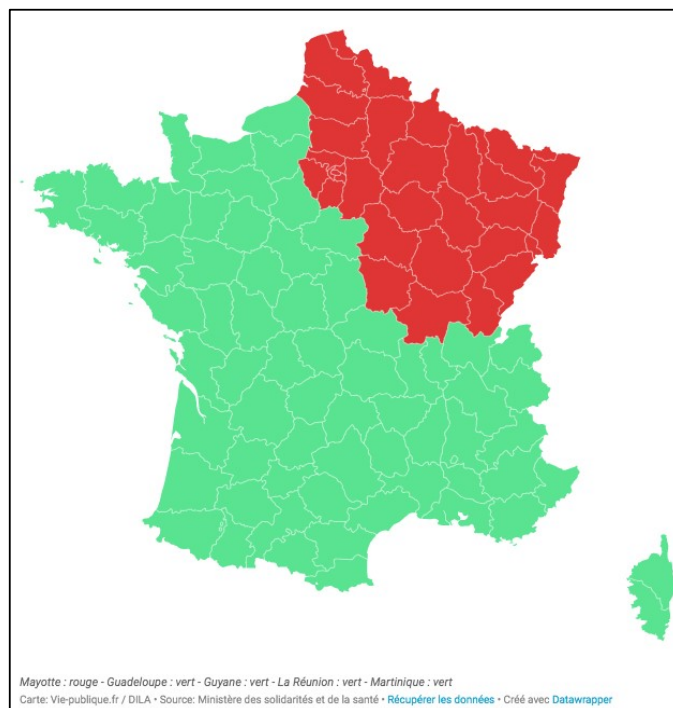 Mayotte : rouge - Guadeloupe : vert - Guyane : vert - La Réunion : vert - Martinique : vert
Carte: Vie-publique.fr / DILA • Source: Ministère des solidarités et de la santé • Récupérer les données • Créé avec Datawrapper